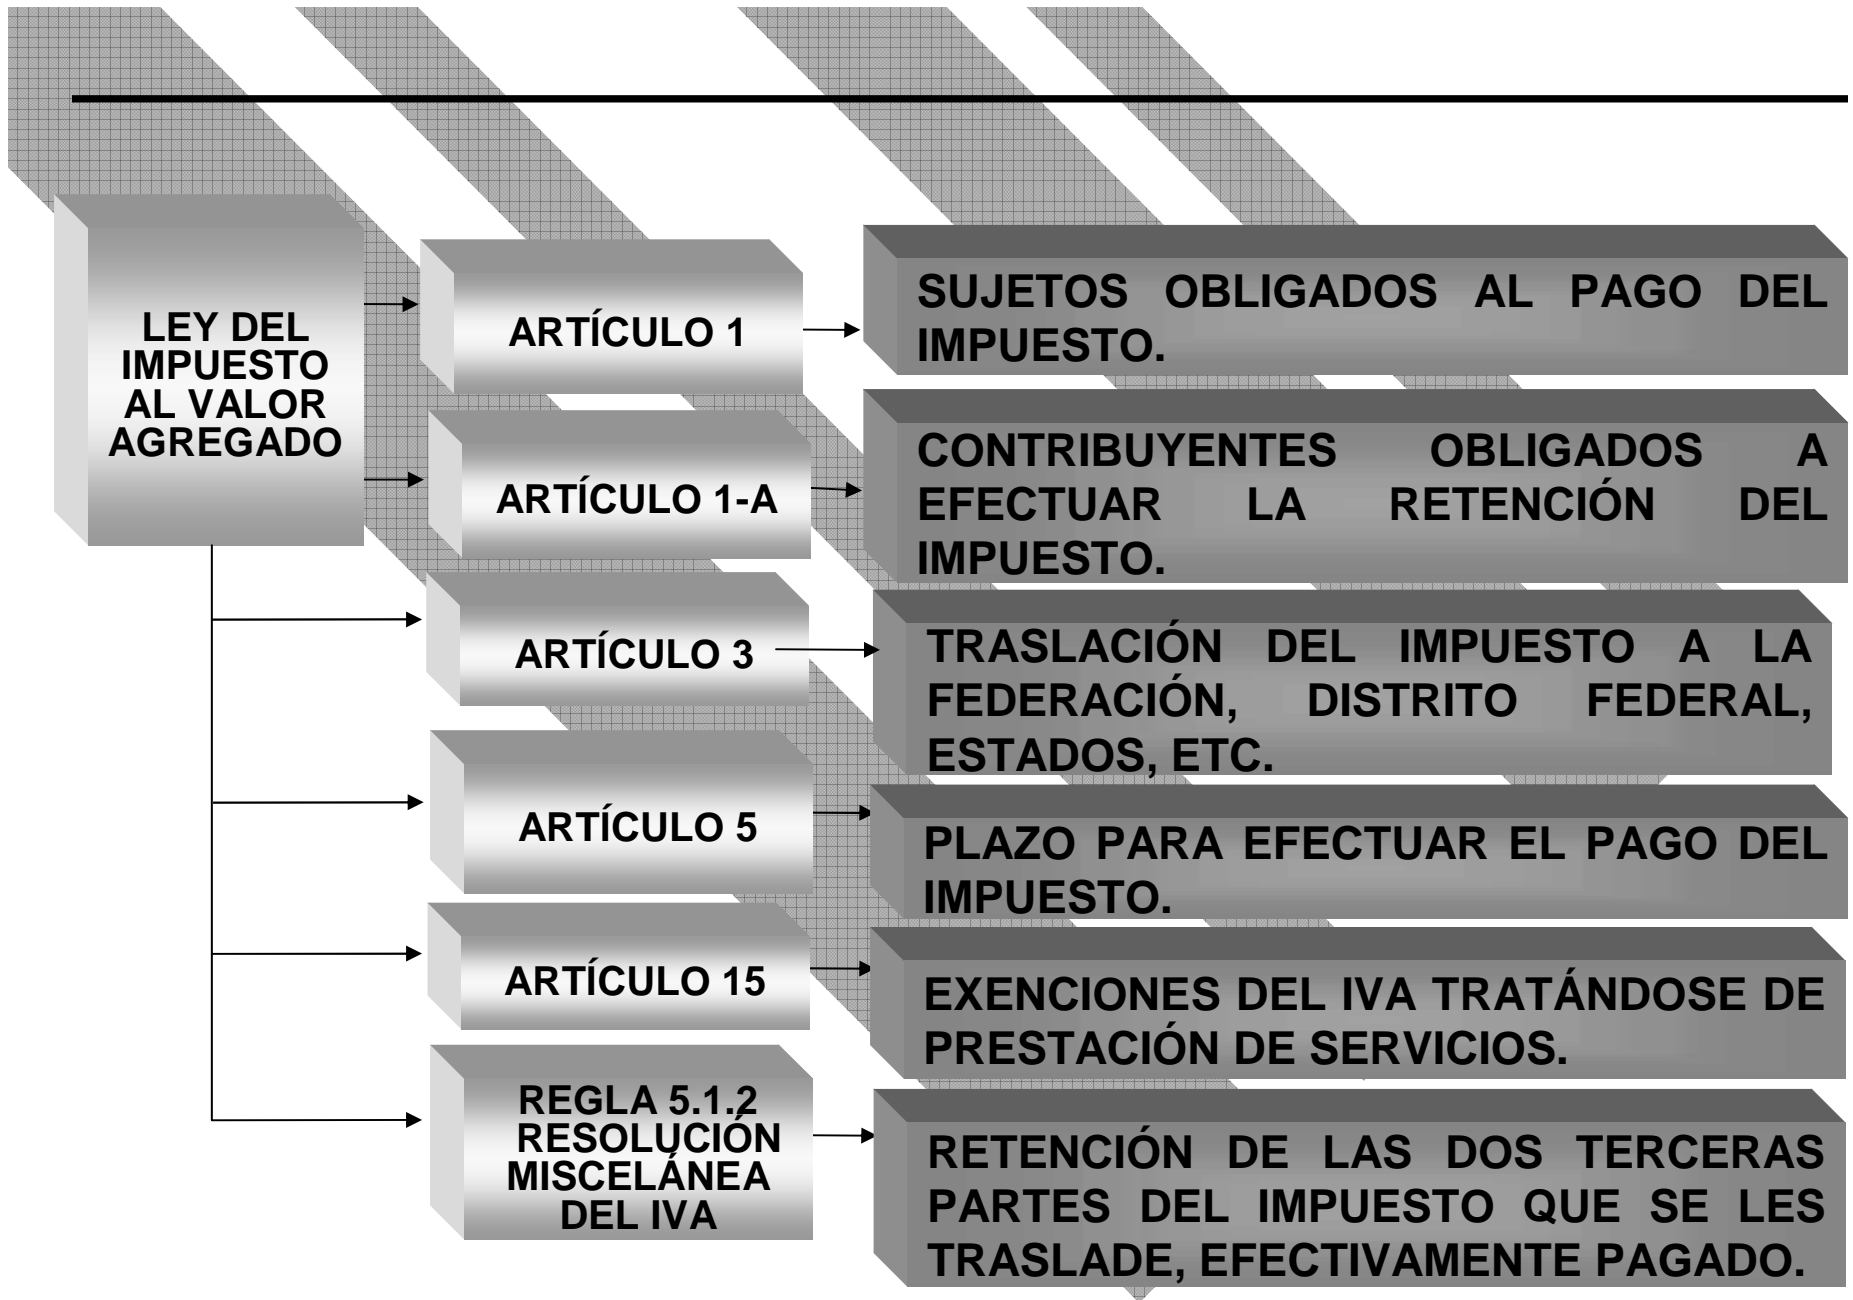 LEY DEL
IMPUESTO
AL VALOR
AGREGADO
ARTÍCULO 1
SUJETOS OBLIGADOS AL PAGO DEL
IMPUESTO.
ARTÍCULO 1-A
CONTRIBUYENTES OBLIGADOS A
EFECTUAR LA RETENCIÓN DEL
IMPUESTO.
ARTÍCULO 3
TRASLACIÓN DEL IMPUESTO A LA
FEDERACIÓN, DISTRITO FEDERAL,
ESTADOS, ETC.
ARTÍCULO 5
PLAZO PARA EFECTUAR EL PAGO DEL
IMPUESTO.
ARTÍCULO 15
EXENCIONES DEL IVA TRATÁNDOSE DE
PRESTACIÓN DE SERVICIOS.
REGLA 5.1.2
RESOLUCIÓN
MISCELÁNEA
DEL IVA
RETENCIÓN DE LAS DOS TERCERAS
PARTES DEL IMPUESTO QUE SE LES
TRASLADE, EFECTIVAMENTE PAGADO.